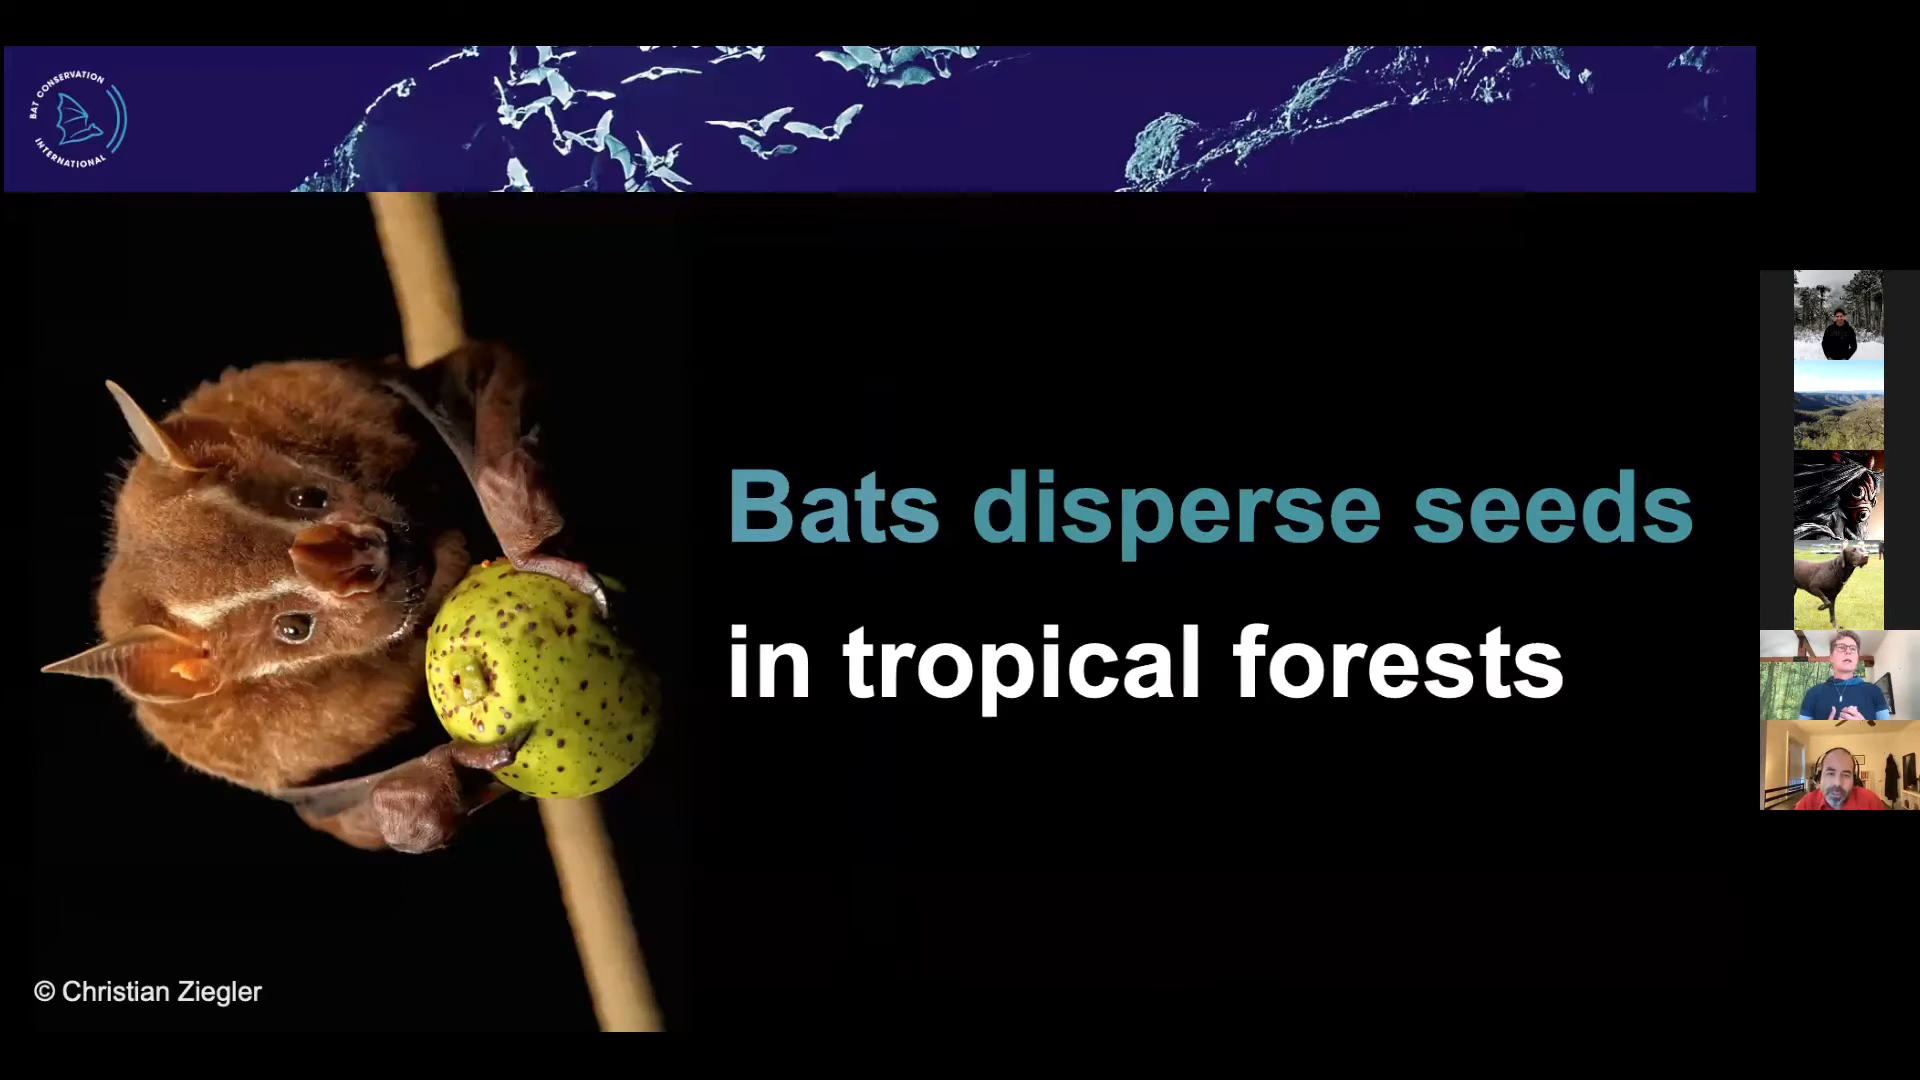 BAT CONSERVATION
INTERNATIONAL
Bats disperse seeds
in tropical forests
© Christian Ziegler